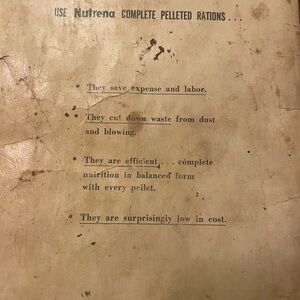 USE Nutrena COMPLETE PELLETED RATIONS . . .
• They save expense and labor.
• They cut down waste from dust
and blowing.
• They are efficient . . . complete
nutrition in balanced form
with every pellet.
• They are surprisingly low in cost.